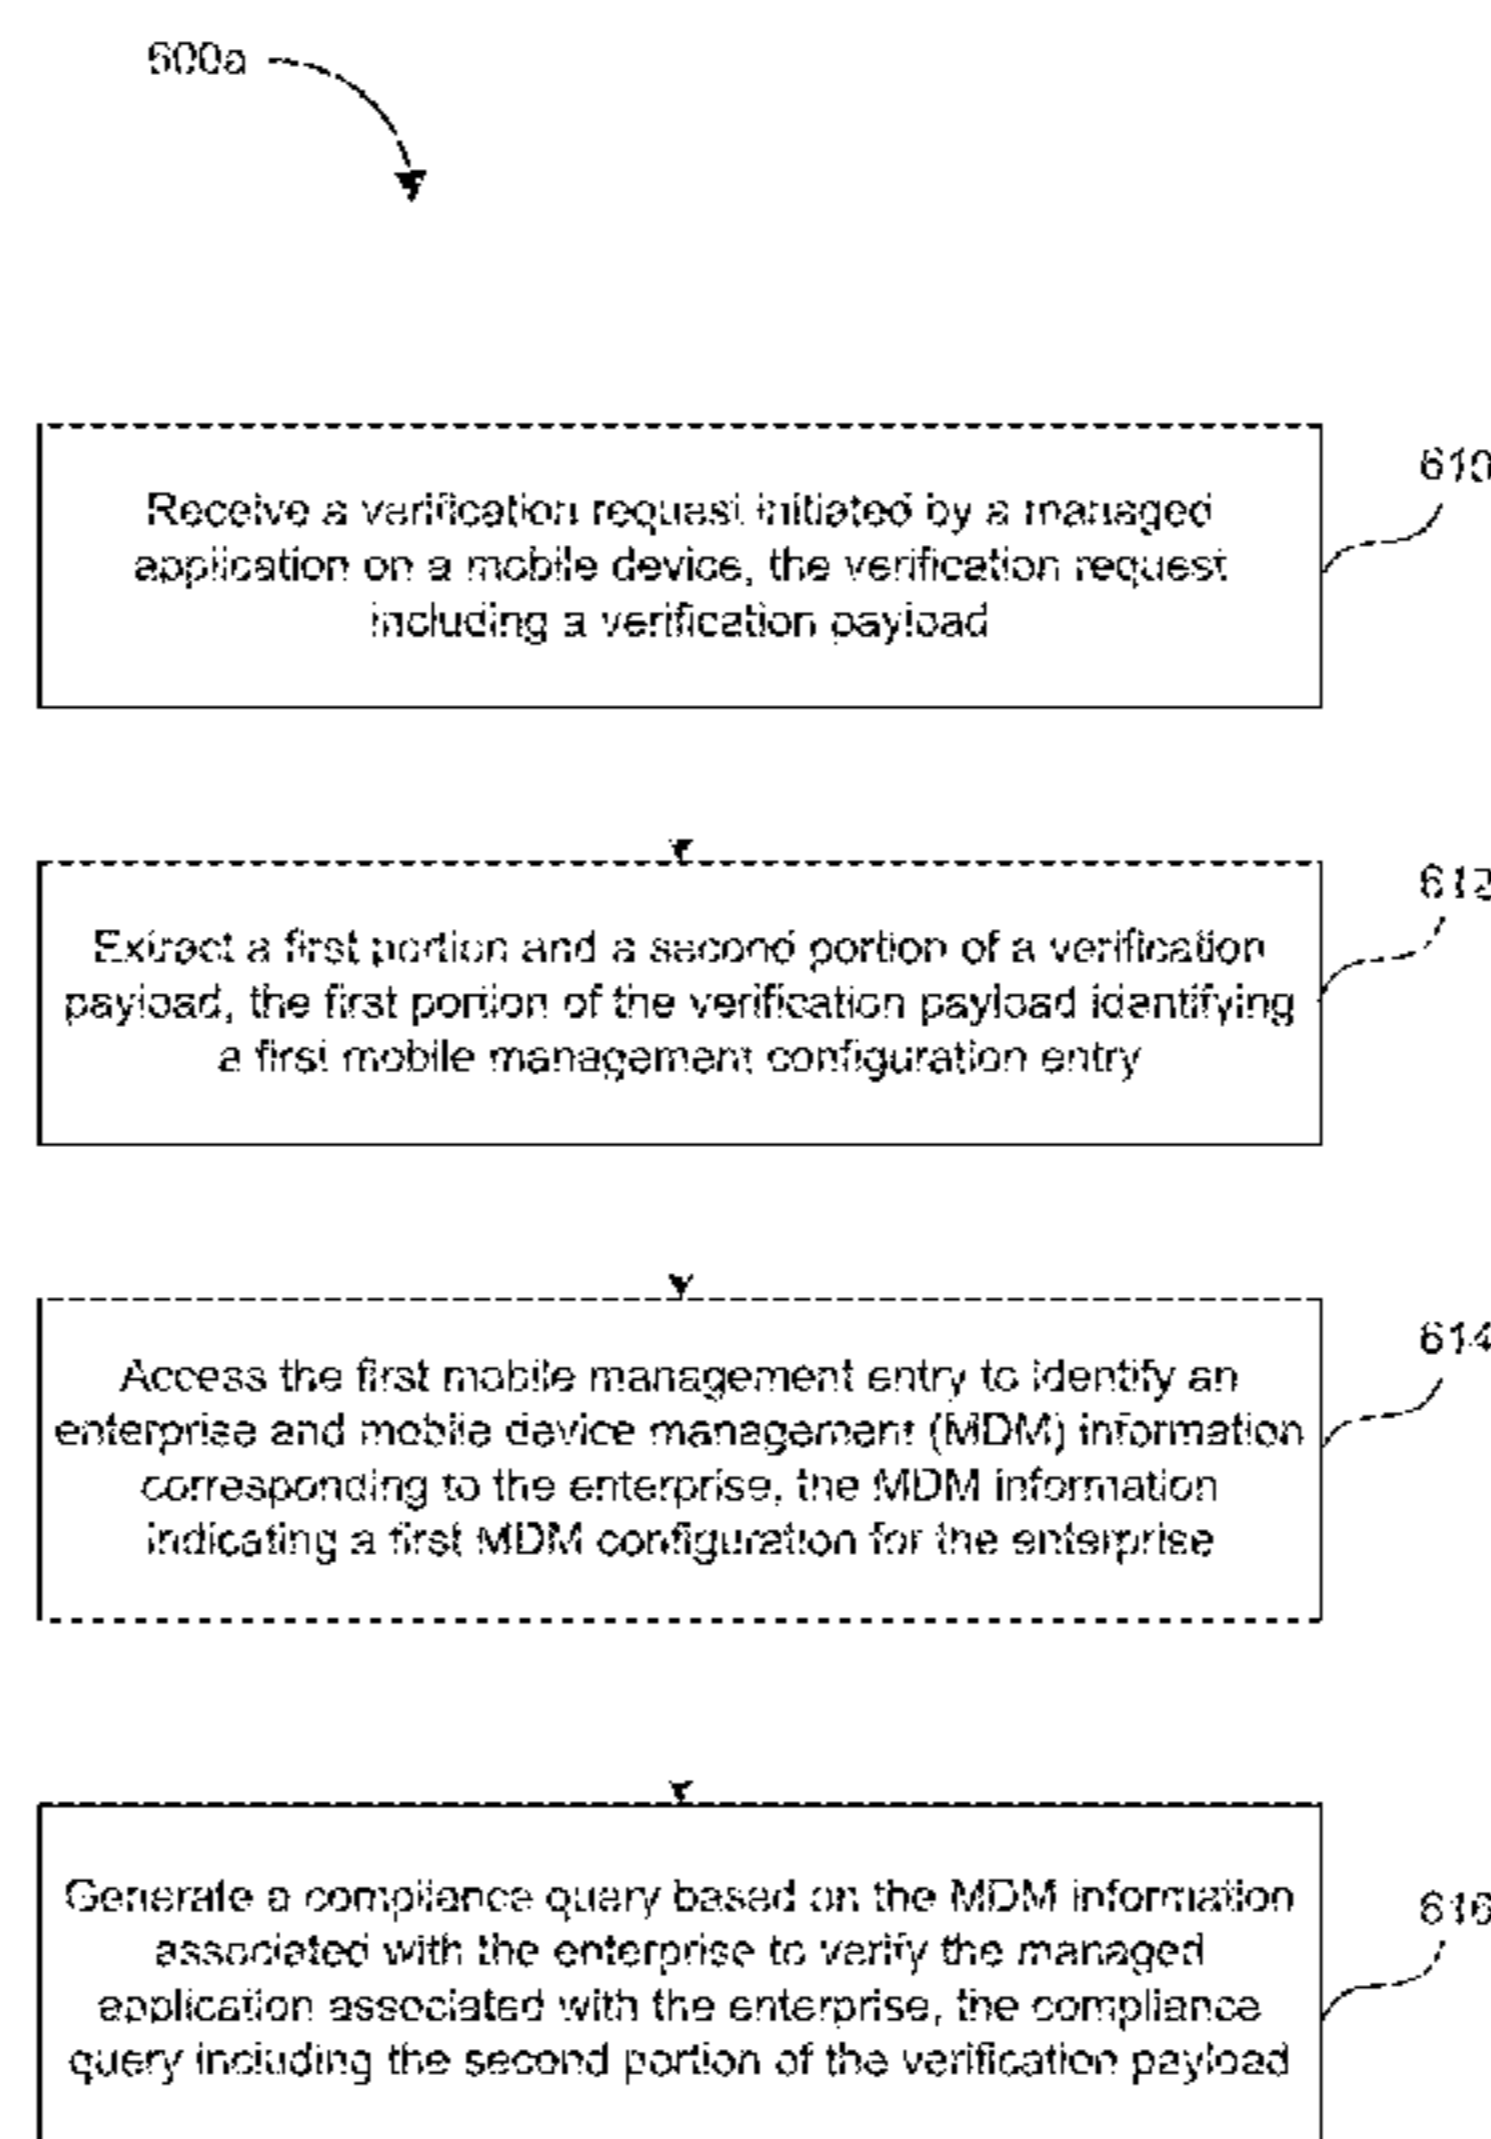 600a
610
Receive a verification request initiated by a managed
application on a mobile device, the verification request
including a verification payload
612
Extract a first portion and a second portion of a verification
payload, the first portion of the verification payload identifying
a first mobile management configuration entry
614
Access the first mobile management entry to identify an
enterprise and mobile device management (MDM) information
corresponding to the enterprise, the MDM information
indicating a first MDM configuration for the enterprise
616
Generate a compliance query based on the MDM information
associated with the enterprise to verify the managed
application associated with the enterprise, the compliance
query including the second portion of the verification payload